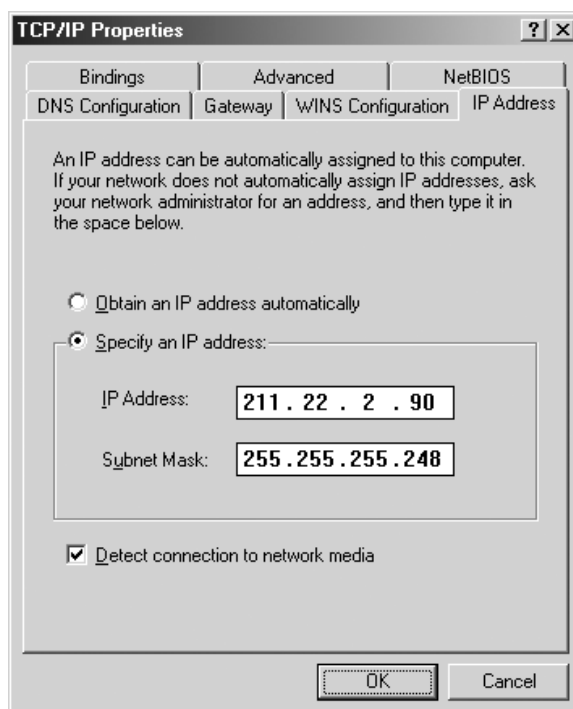 TCP/IP Properties
? ×
Bindings Advanced NetBIOS
DNS Configuration Gateway WINS Configuration IP Address
An IP address can be automatically assigned to this computer.
If your network does not automatically assign IP addresses, ask
your network administrator for an address, and then type it in
the space below.
Obtain an IP address automatically
Specify an IP address:
IP Address: 211 . 22 . 2 . 90
Subnet Mask: 255 . 255 . 255 . 248
Detect connection to network media
OK Cancel